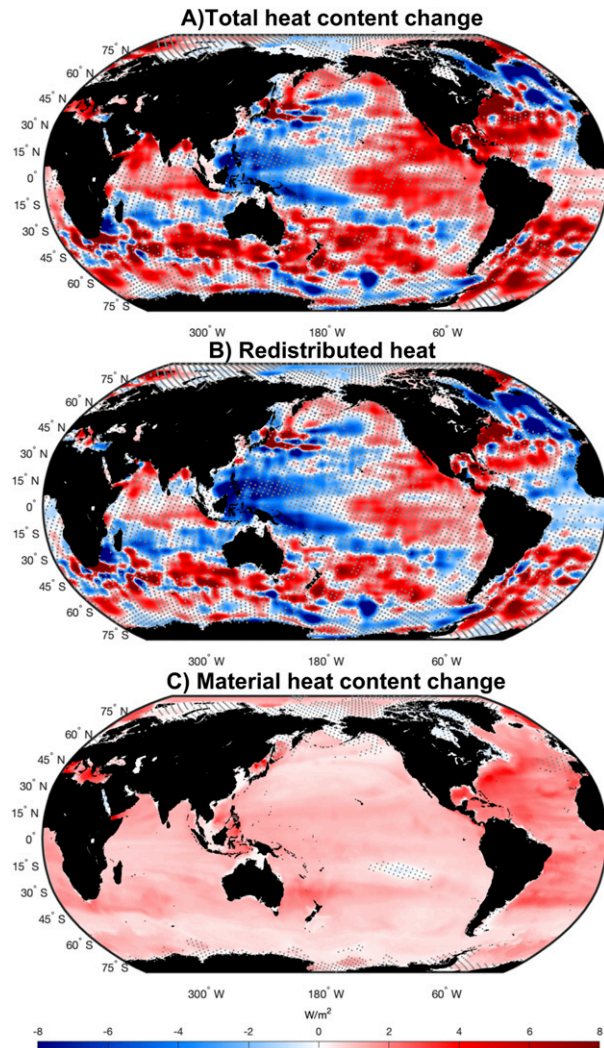 A)Total heat content change
75° N
60° N
45° N
30° N
15° N
0°
15° S
30° S
45° S
60° S
75° S
300° W 180° W 60° W
B) Redistributed heat
75° N
60° N
45° N
30° N
15° N
0°
15° S
30° S
45° S
60° S
75° S
300° W 180° W 60° W
C) Material heat content change
75° N
60° N
45° N
30° N
15° N
0°
15° S
30° S
45° S
60° S
75° S
300° W 180° W 60° W
W/m²
-8 -6 -4 -2 0 2 4 6 8